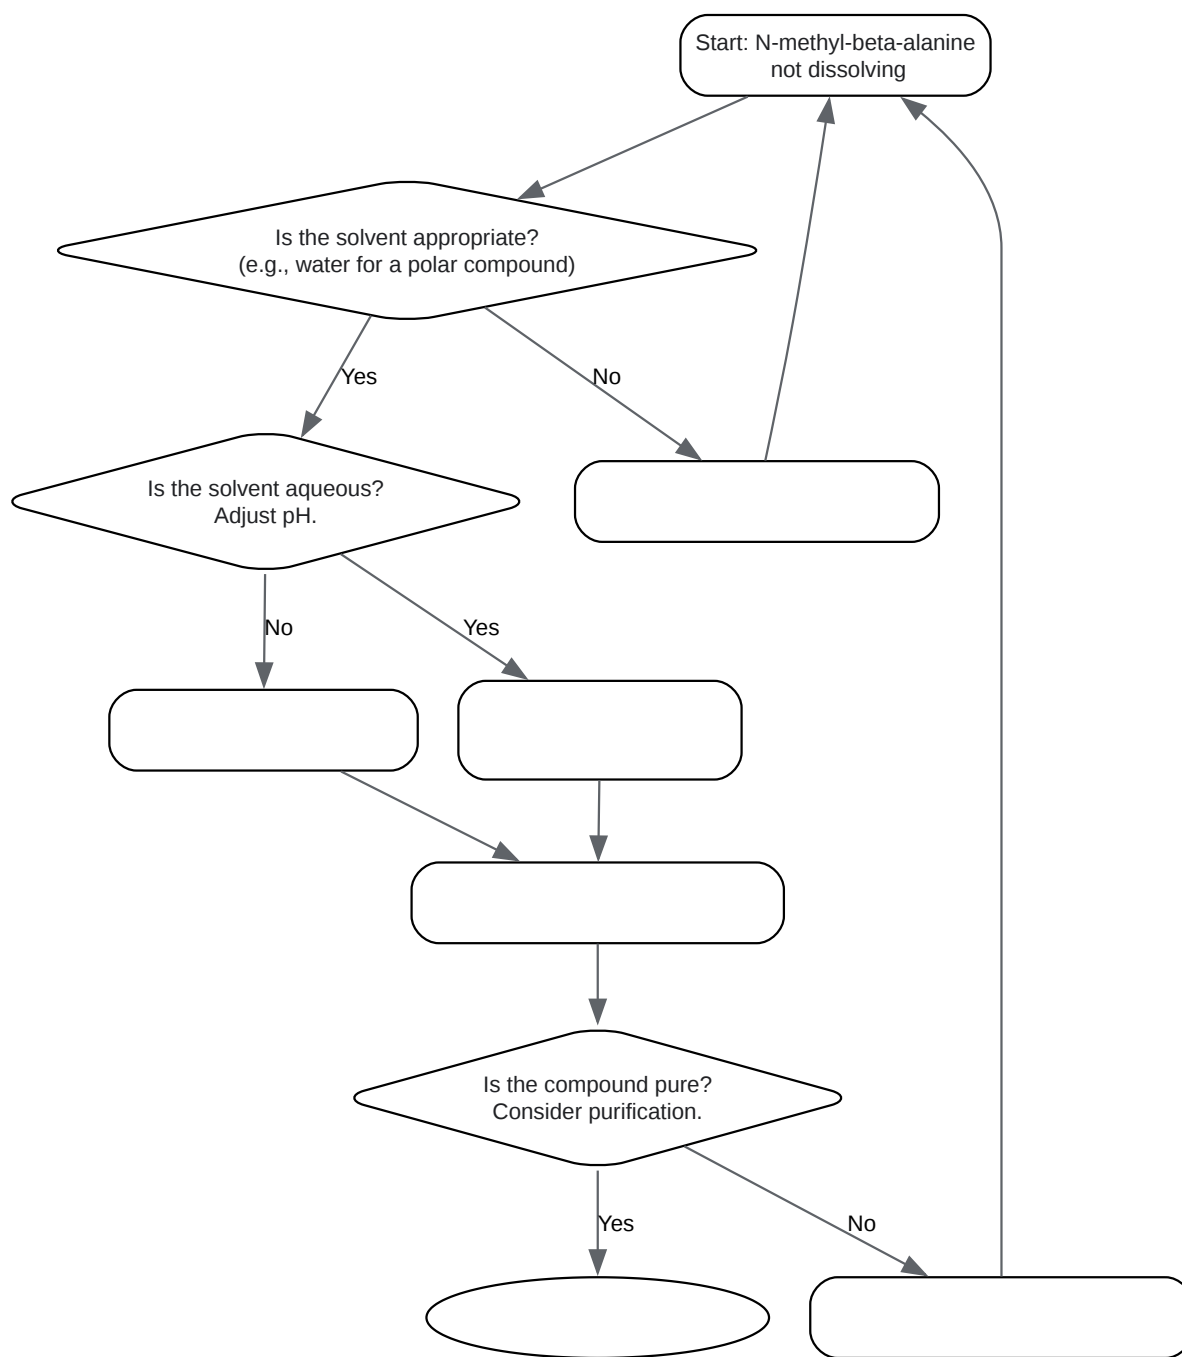 Start: N-methyl-beta-alanine
not dissolving
Is the solvent appropriate?
(e.g., water for a polar compound)
Yes
No
Is the solvent aqueous?
Adjust pH.
No
Yes
Is the compound pure?
Consider purification.
Yes
No